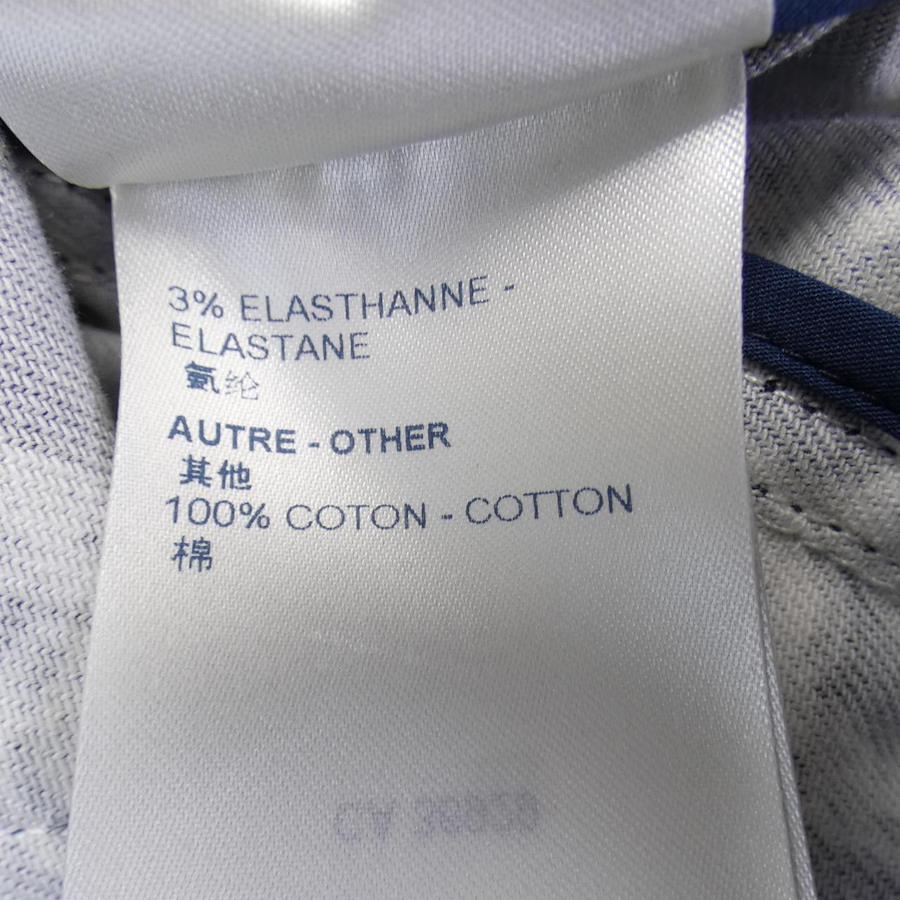 3% ELASTHANNE -
ELASTANE
氨纶
AUTRE - OTHER
其他
100% COTON - COTTON
棉